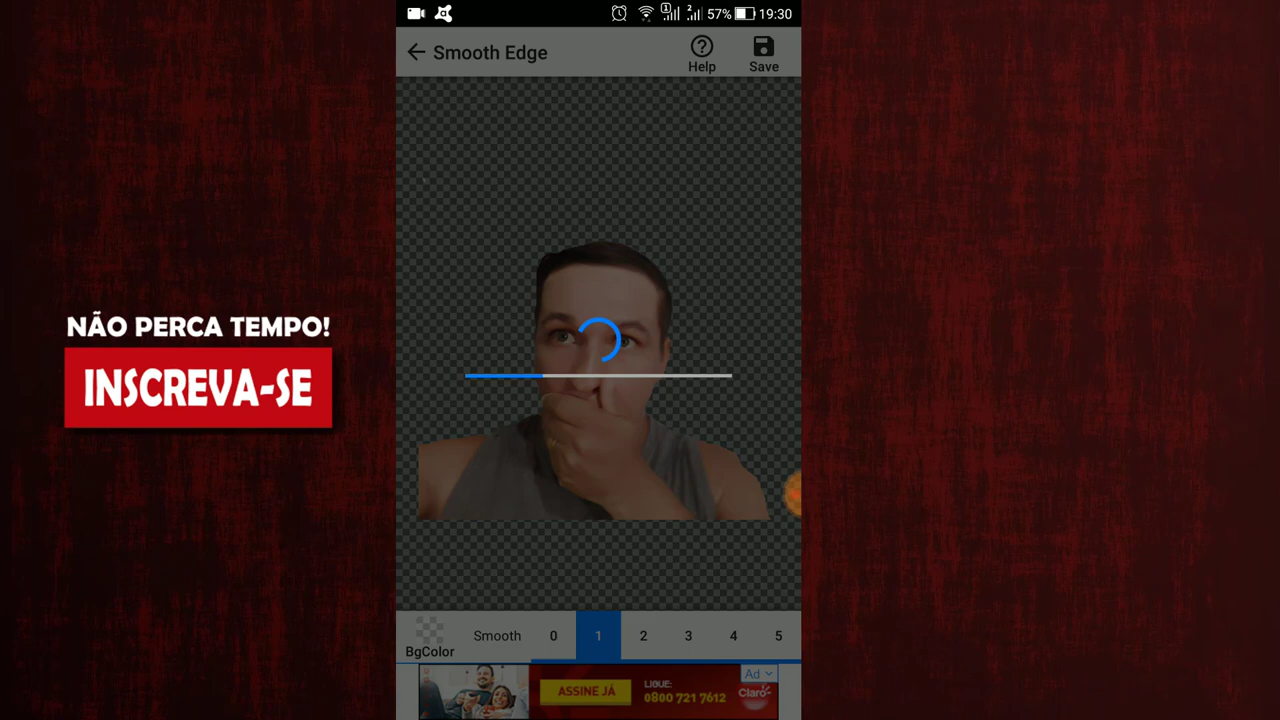 57% 19:30
Smooth Edge
Help
Save
NÃO PERCA TEMPO!
INSCREVA-SE
BgColor
Smooth 0 1 2 3 4 5
ASSINE JÁ
LIGUE:
0800 721 7612
Ad
Claro